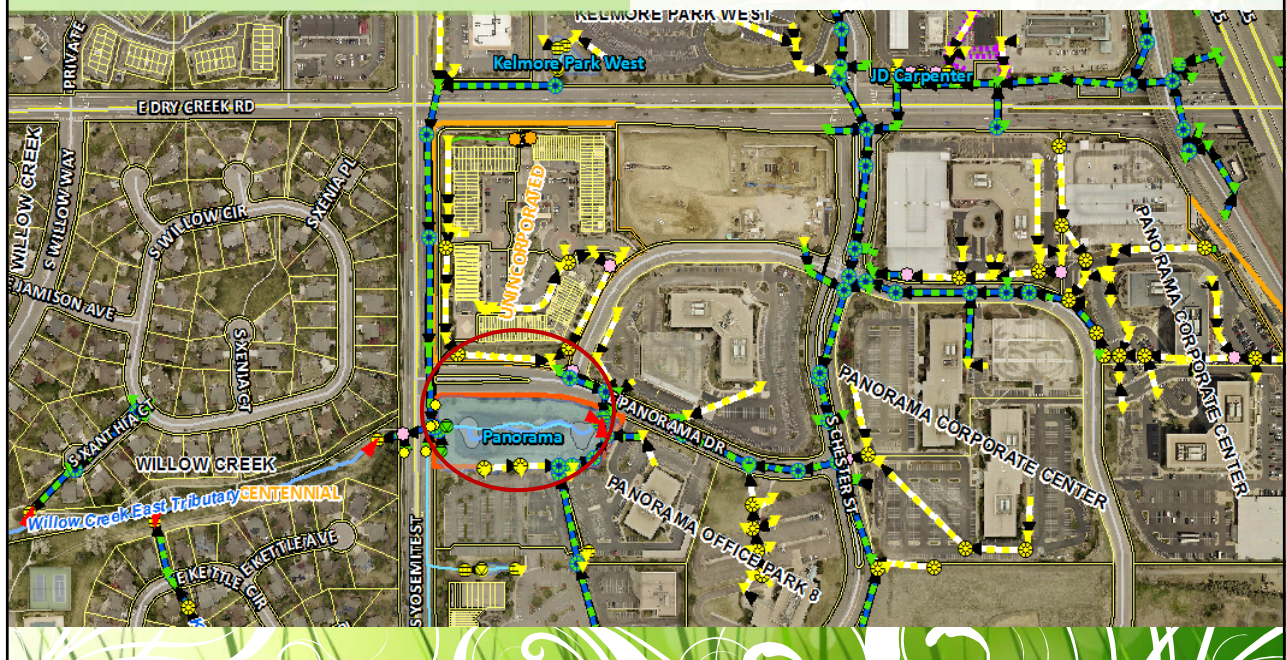 KELMORE PARK WEST
Kelmore Park West
JD Carpenter
PRIVATE
E DRY CREEK RD
WILLOW CREEK
S WILLOW WAY
S WILLOW CIR
S XENIA PL
JAMISON AVE
S XENIA CT
UNINCORPORATED
PANORAMA CORPORATE CENTER
PANORAMA CORPORATE CENTER
S XANTHIA CT
WILLOW CREEK
Willow Creek East Tributary
CENTENNIAL
Panorama
PANORAMA DR
S CHESTER ST
PANORAMA OFFICE PARK 8
S YOSEMITE ST
E KETTLE AVE
E KETTLE CIR